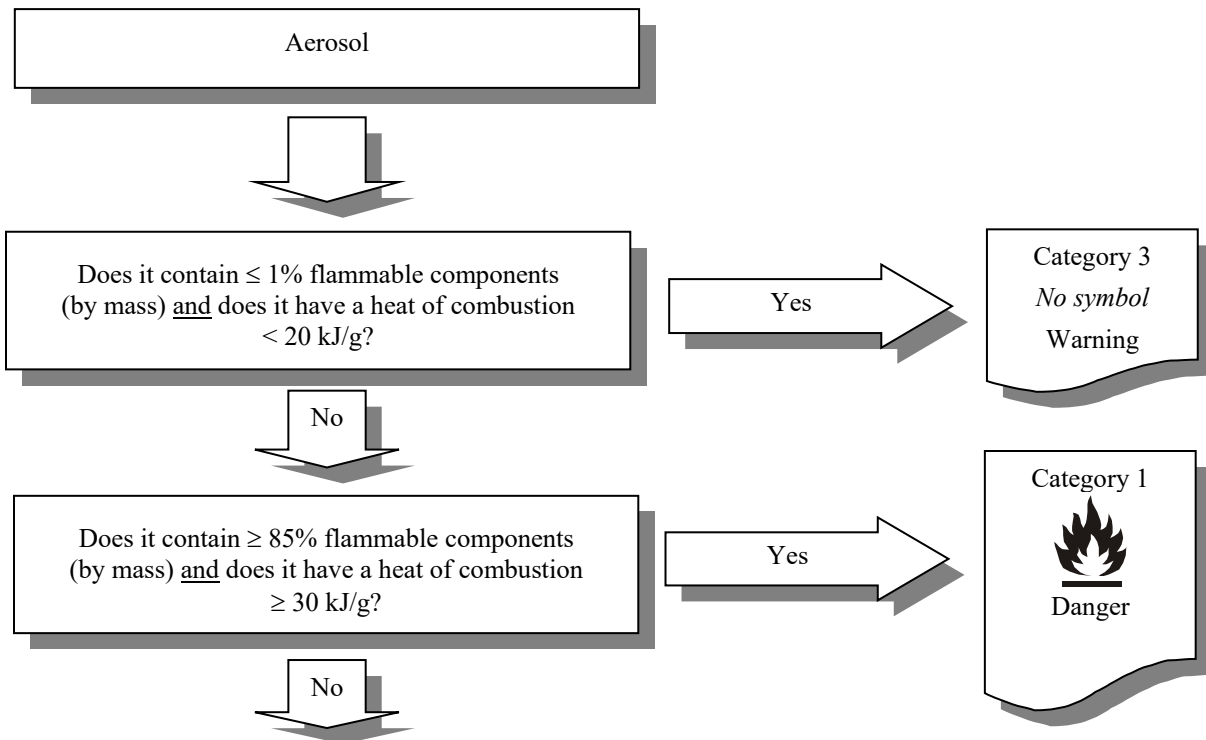 Aerosol
Does it contain ≤ 1% flammable components
(by mass) and does it have a heat of combustion
< 20 kJ/g?
Yes
Category 3
No symbol
Warning
No
Does it contain ≥ 85% flammable components
(by mass) and does it have a heat of combustion
≥ 30 kJ/g?
Yes
Category 1
Danger
No